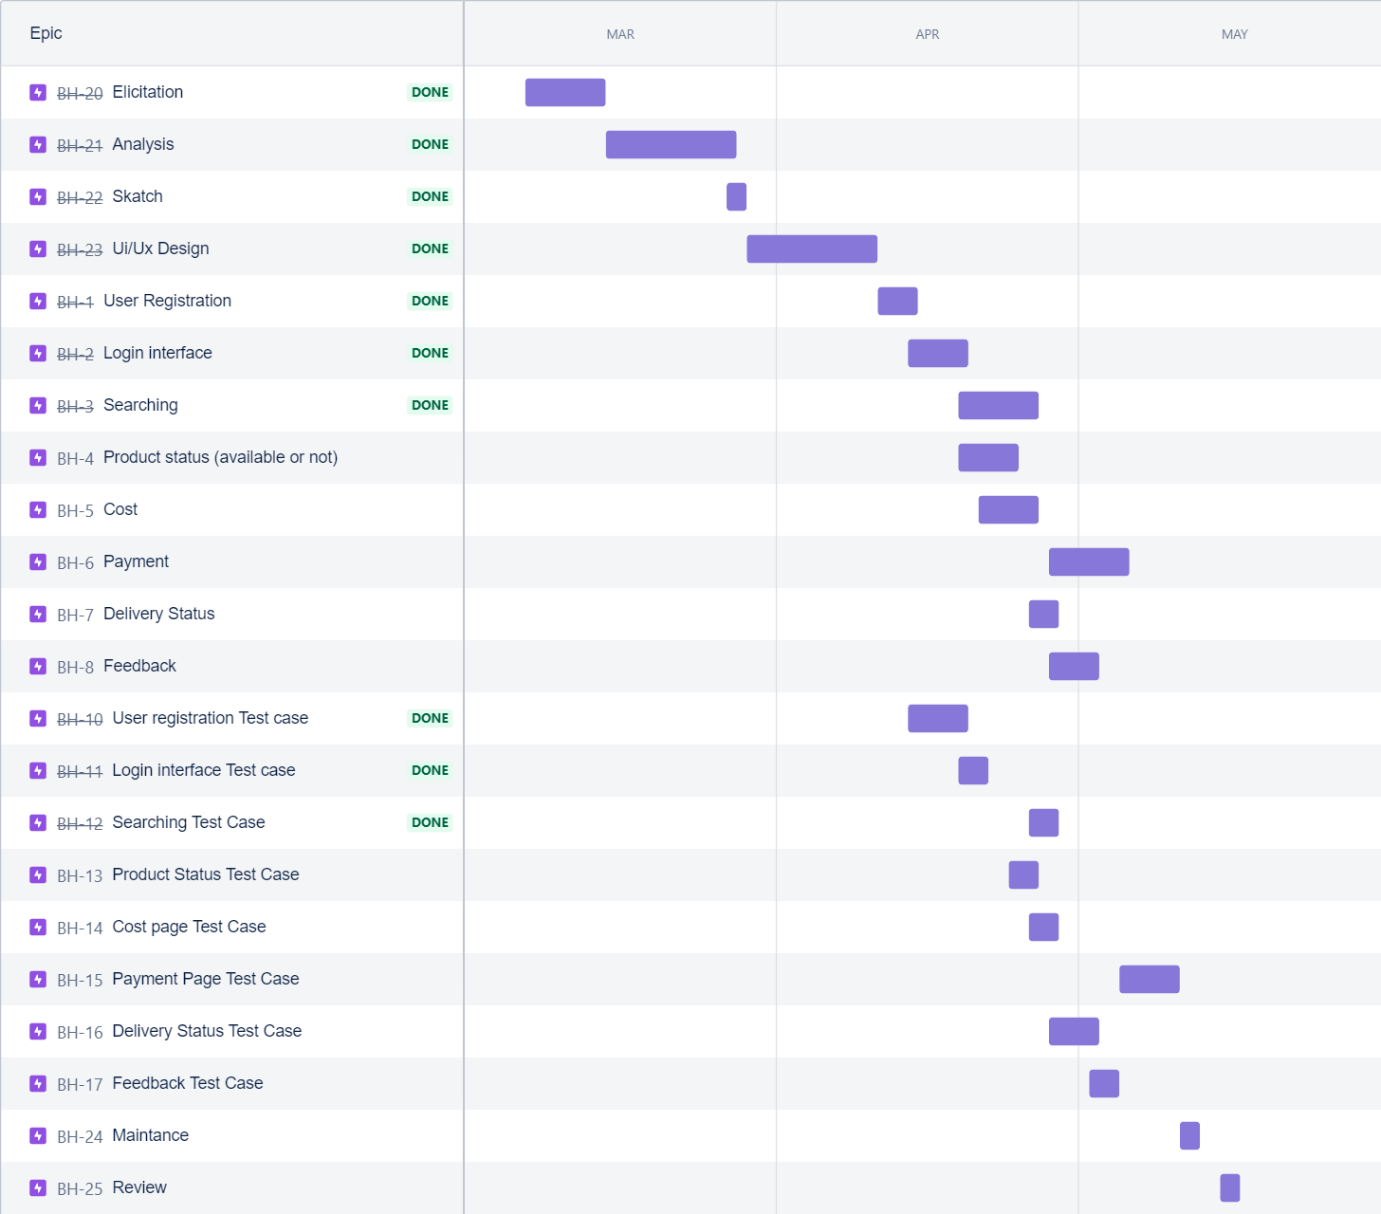 Epic MAR APR MAY
BH-20 Elicitation DONE
BH-21 Analysis DONE
BH-22 Skatch DONE
BH-23 Ui/Ux Design DONE
BH-1 User Registration DONE
BH-2 Login interface DONE
BH-3 Searching DONE
BH-4 Product status (available or not)
BH-5 Cost
BH-6 Payment
BH-7 Delivery Status
BH-8 Feedback
BH-10 User registration Test case DONE
BH-11 Login interface Test case DONE
BH-12 Searching Test Case DONE
BH-13 Product Status Test Case
BH-14 Cost page Test Case
BH-15 Payment Page Test Case
BH-16 Delivery Status Test Case
BH-17 Feedback Test Case
BH-24 Maintance
BH-25 Review